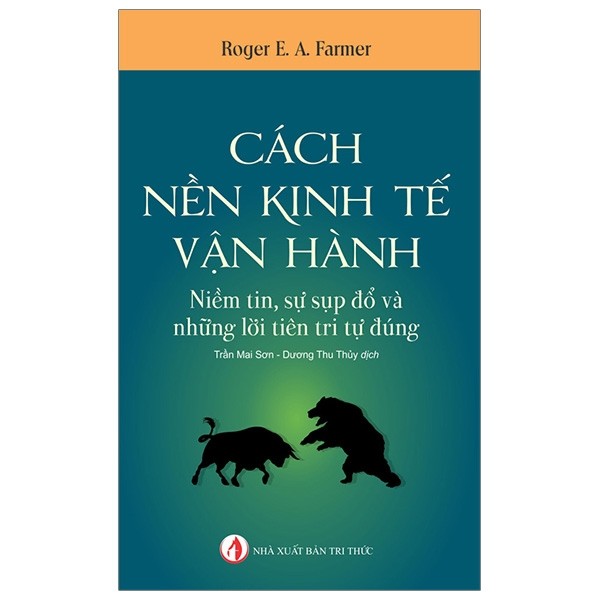 Roger E. A. Farmer
CÁCH
NỀN KINH TẾ
VẬN HÀNH
Niềm tin, sự sụp đổ và
những lời tiên tri tự đúng
Trần Mai Sơn - Dương Thu Thủy dịch
NHÀ XUẤT BẢN TRI THỨC